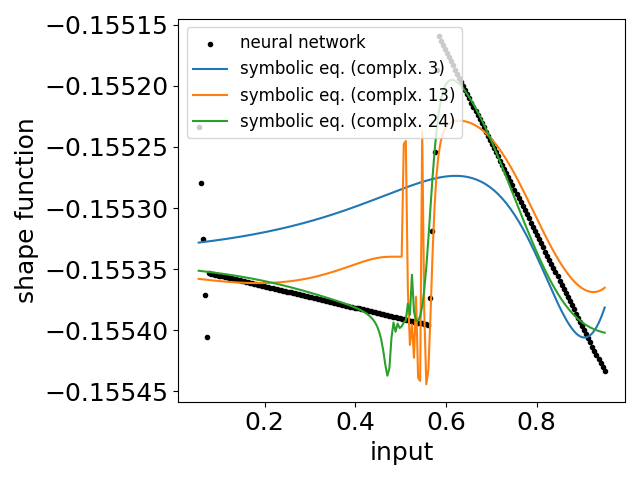 −0.15515
−0.15520
−0.15525
−0.15530
−0.15535
−0.15540
−0.15545
shape function
neural network
symbolic eq. (complx. 3)
symbolic eq. (complx. 13)
symbolic eq. (complx. 24)
0.2 0.4 0.6 0.8
input